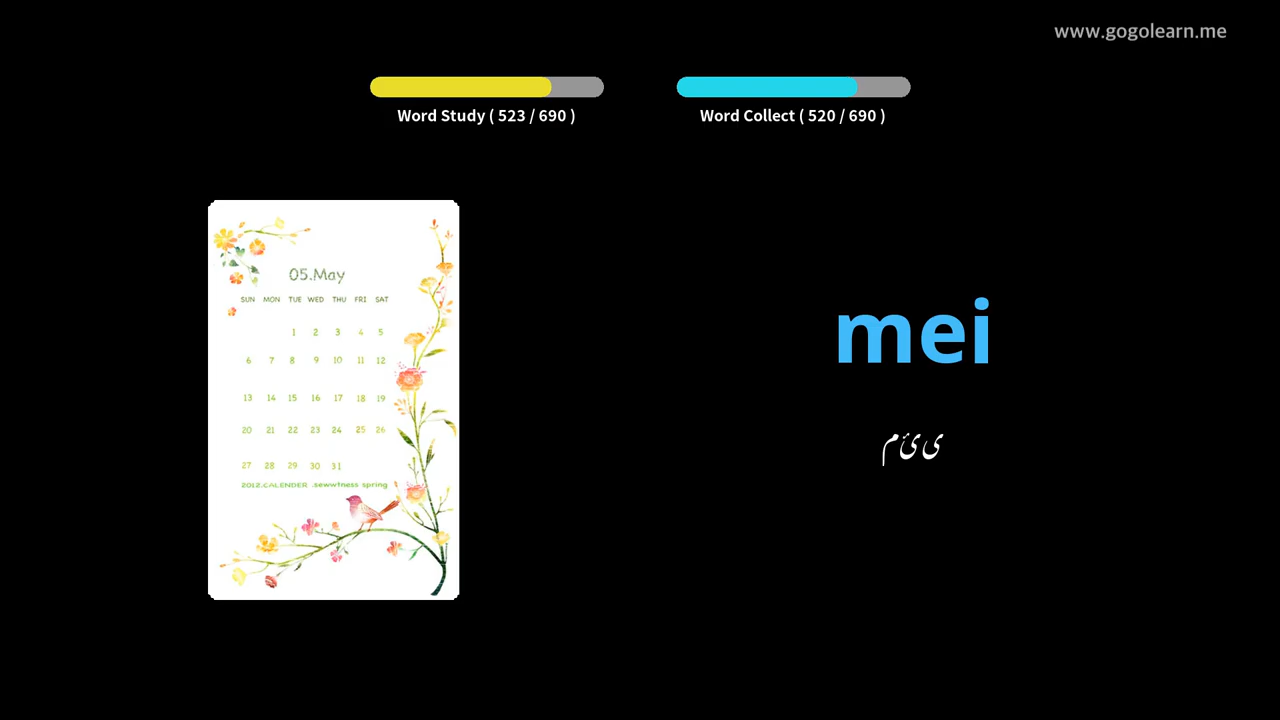 www.gogolearn.me
Word Study ( 523 / 690 )
Word Collect ( 520 / 690 )
05.May
SUN MON TUE WED THU FRI SAT
1 2 3 4 5
6 7 8 9 10 11 12
13 14 15 16 17 18 19
20 21 22 23 24 25 26
27 28 29 30 31
2012.CALENDER .sewwtness spring
mei
مئی